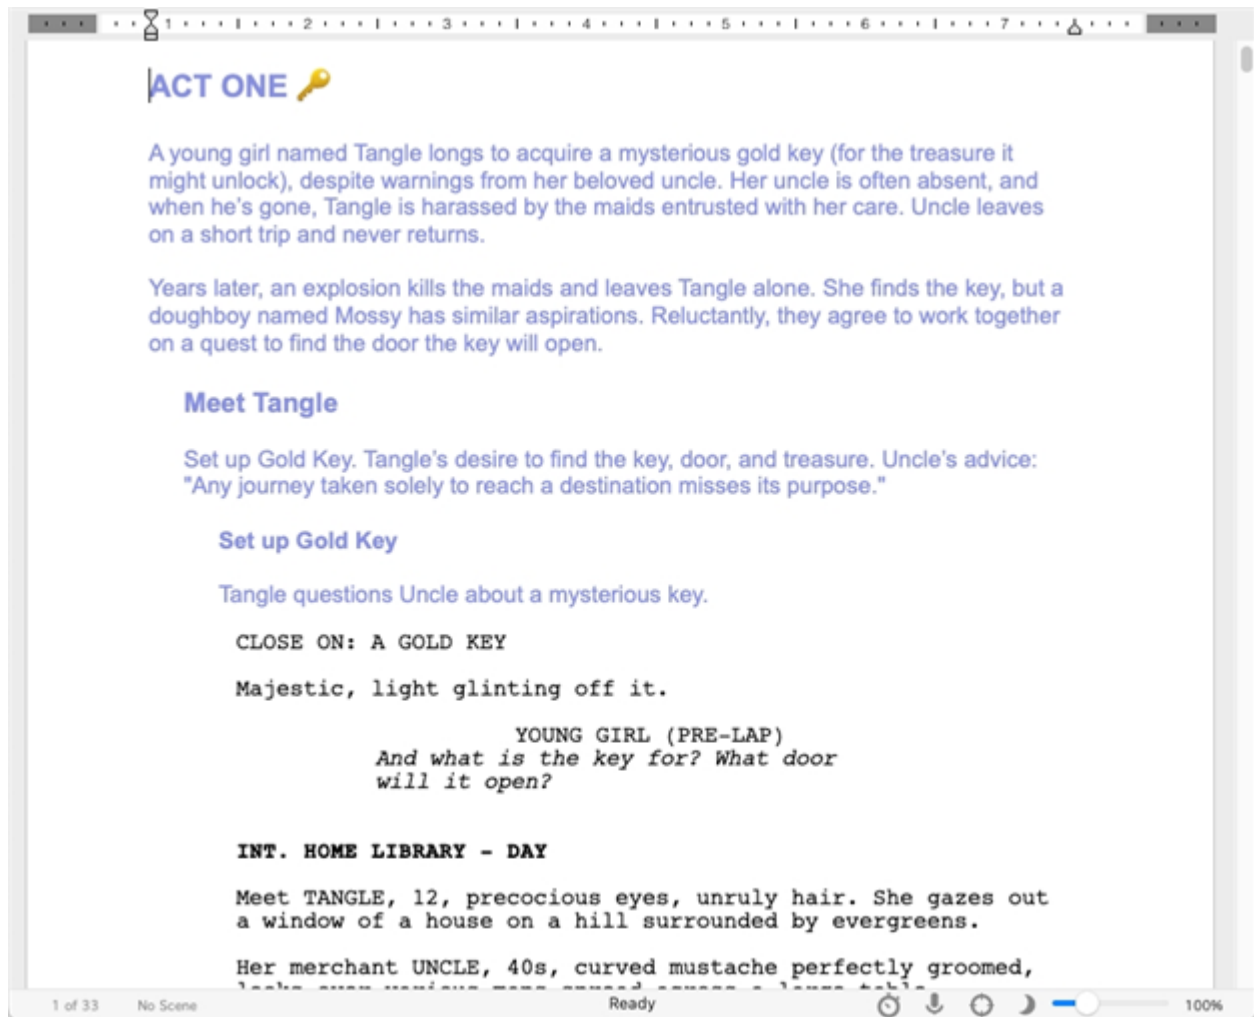 1 2 3 4 5 6 7
ACT ONE 🔑
A young girl named Tangle longs to acquire a mysterious gold key (for the treasure it
might unlock), despite warnings from her beloved uncle. Her uncle is often absent, and
when he’s gone, Tangle is harassed by the maids entrusted with her care. Uncle leaves
on a short trip and never returns.
Years later, an explosion kills the maids and leaves Tangle alone. She finds the key, but a
doughboy named Mossy has similar aspirations. Reluctantly, they agree to work together
on a quest to find the door the key will open.
Meet Tangle
Set up Gold Key. Tangle’s desire to find the key, door, and treasure. Uncle’s advice:
"Any journey taken solely to reach a destination misses its purpose."
Set up Gold Key
Tangle questions Uncle about a mysterious key.
CLOSE ON: A GOLD KEY
Majestic, light glinting off it.
YOUNG GIRL (PRE-LAP)
And what is the key for? What door
will it open?
INT. HOME LIBRARY - DAY
Meet TANGLE, 12, precocious eyes, unruly hair. She gazes out
a window of a house on a hill surrounded by evergreens.
Her merchant UNCLE, 40s, curved mustache perfectly groomed,
1 of 33 No Scene Ready 100%